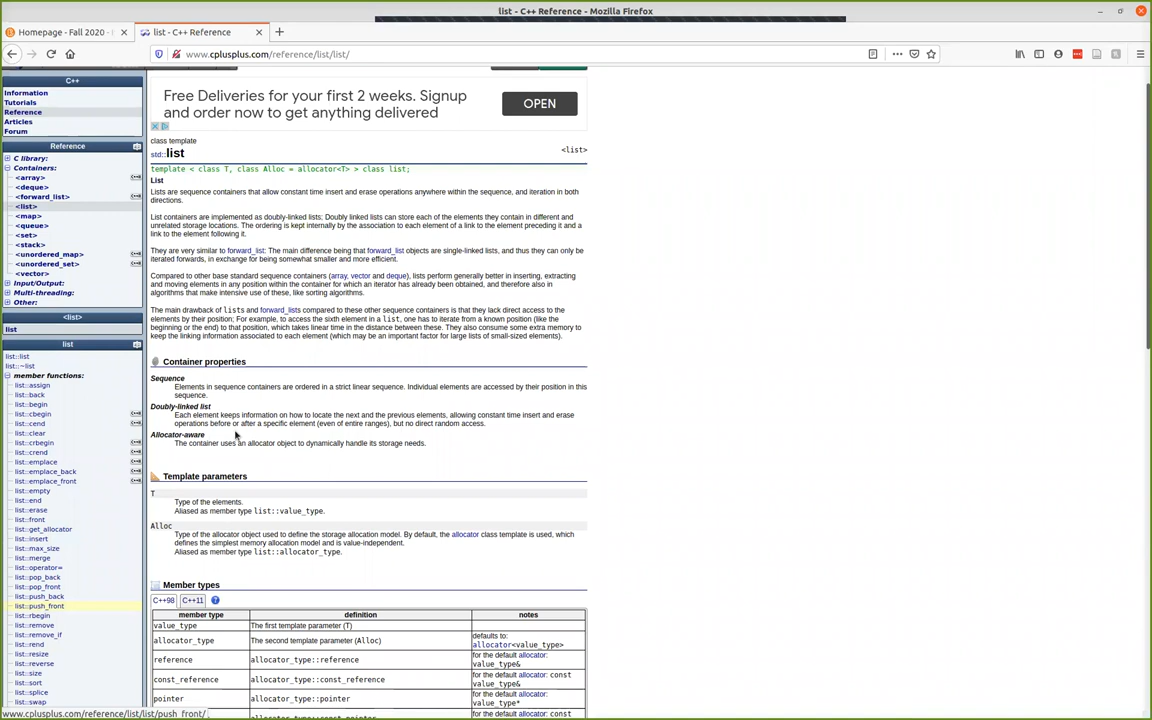 list - C++ Reference - Mozilla Firefox
Homepage - Fall 2020 -
list - C++ Reference
www.cplusplus.com/reference/list/list/
C++
Information
Tutorials
Reference
Articles
Forum
Reference
C library:
Containers:
<array>
<deque>
<forward_list>
<list>
<map>
<queue>
<set>
<stack>
<unordered_map>
<unordered_set>
<vector>
Input/Output:
Multi-threading:
Other:
<list>
list
list
list::list
list::~list
member functions:
list::assign
list::back
list::begin
list::cbegin
list::cend
list::clear
list::crbegin
list::crend
list::emplace
list::emplace_back
list::emplace_front
list::empty
list::end
list::erase
list::front
list::get_allocator
list::insert
list::max_size
list::merge
list::operator=
list::pop_back
list::pop_front
list::push_back
list::push_front
list::rbegin
list::remove
list::remove_if
list::rend
list::resize
list::reverse
list::size
list::sort
list::splice
list::swap
www.cplusplus.com/reference/list/list/push_front/
Free Deliveries for your first 2 weeks. Signup
and order now to get anything delivered
OPEN
class template
std::list
<list>
template < class T, class Alloc = allocator<T> > class list;
List
Lists are sequence containers that allow constant time insert and erase operations anywhere within the sequence, and iteration in both
directions.
List containers are implemented as doubly-linked lists; Doubly linked lists can store each of the elements they contain in different and
unrelated storage locations. The ordering is kept internally by the association to each element of a link to the element preceding it and a
link to the element following it.
They are very similar to forward_list: The main difference being that forward_list objects are single-linked lists, and thus they can only be
iterated forwards, in exchange for being somewhat smaller and more efficient.
Compared to other base standard sequence containers (array, vector and deque), lists perform generally better in inserting, extracting
and moving elements in any position within the container for which an iterator has already been obtained, and therefore also in
algorithms that make intensive use of these, like sorting algorithms.
The main drawback of lists and forward_lists compared to these other sequence containers is that they lack direct access to the
elements by their position; For example, to access the sixth element in a list, one has to iterate from a known position (like the
beginning or the end) to that position, which takes linear time in the distance between these. They also consume some extra memory to
keep the linking information associated to each element (which may be an important factor for large lists of small-sized elements).
Container properties
Sequence
Elements in sequence containers are ordered in a strict linear sequence. Individual elements are accessed by their position in this
sequence.
Doubly-linked list
Each element keeps information on how to locate the next and the previous elements, allowing constant time insert and erase
operations before or after a specific element (even of entire ranges), but no direct random access.
Allocator-aware
The container uses an allocator object to dynamically handle its storage needs.
Template parameters
T
Type of the elements.
Aliased as member type list::value_type.
Alloc
Type of the allocator object used to define the storage allocation model. By default, the allocator class template is used, which
defines the simplest memory allocation model and is value-independent.
Aliased as member type list::allocator_type.
Member types
C++98 C++11
member type definition notes
value_type The first template parameter (T)
allocator_type The second template parameter (Alloc) defaults to:
allocator<value_type>
reference allocator_type::reference for the default allocator:
value_type&
const_reference allocator_type::const_reference for the default allocator: const
value_type&
pointer allocator_type::pointer for the default allocator:
value_type*
for the default allocator: const